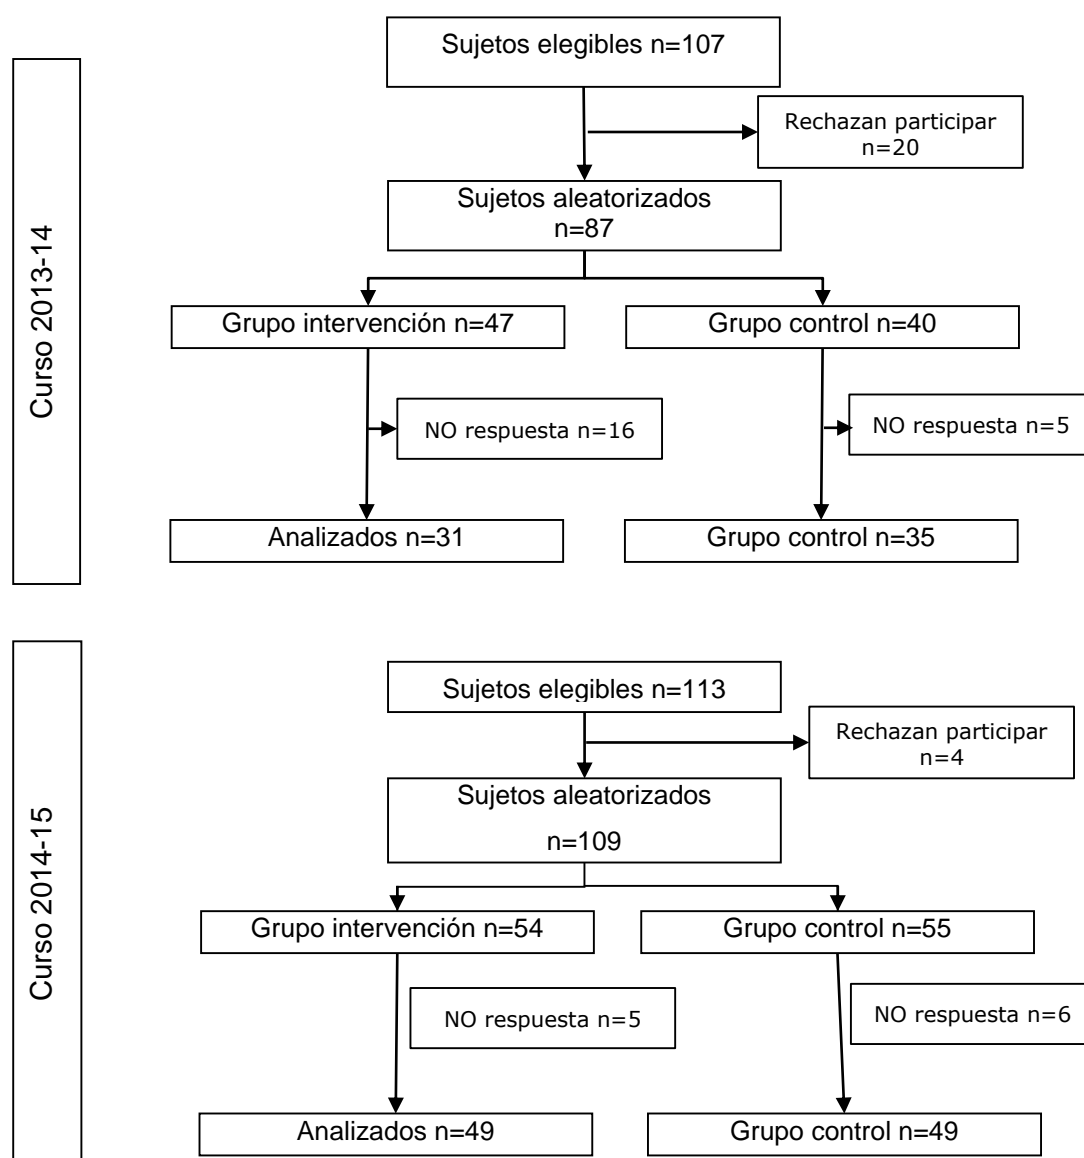 Curso 2013-14
Sujetos elegibles n=107
Rechazan participar
n=20
Sujetos aleatorizados
n=87
Grupo intervención n=47
Grupo control n=40
NO respuesta n=16
NO respuesta n=5
Analizados n=31
Grupo control n=35
Curso 2014-15
Sujetos elegibles n=113
Rechazan participar
n=4
Sujetos aleatorizados
n=109
Grupo intervención n=54
Grupo control n=55
NO respuesta n=5
NO respuesta n=6
Analizados n=49
Grupo control n=49